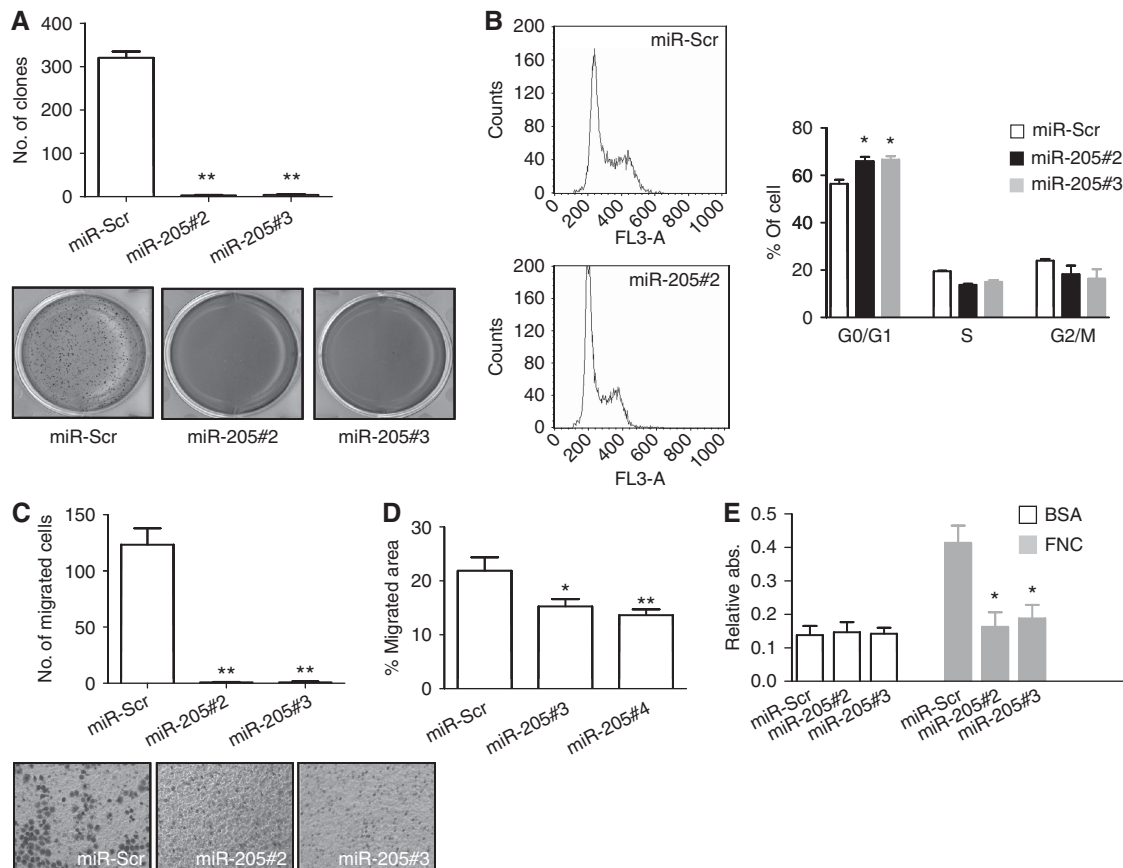 A
No. of clones
400
300
200
100
0
**
**
miR-Scr
miR-205#2
miR-205#3
miR-Scr
miR-205#2
miR-205#3
B
miR-Scr
Counts
200
160
120
80
40
0
0
200
400
600
800
1000
FL3-A
miR-205#2
Counts
200
160
120
80
40
0
0
200
400
600
800
1000
FL3-A
% Of cell
80
60
40
20
0
*
*
G0/G1
S
G2/M
miR-Scr
miR-205#2
miR-205#3
C
No. of migrated cells
150
100
50
0
**
**
miR-Scr
miR-205#2
miR-205#3
miR-Scr
miR-205#2
miR-205#3
D
% Migrated area
30
20
10
0
*
**
miR-Scr
miR-205#3
miR-205#4
E
Relative abs.
0.5
0.4
0.3
0.2
0.1
0.0
BSA
FNC
*
*
miR-Scr
miR-205#2
miR-205#3
miR-Scr
miR-205#2
miR-205#3